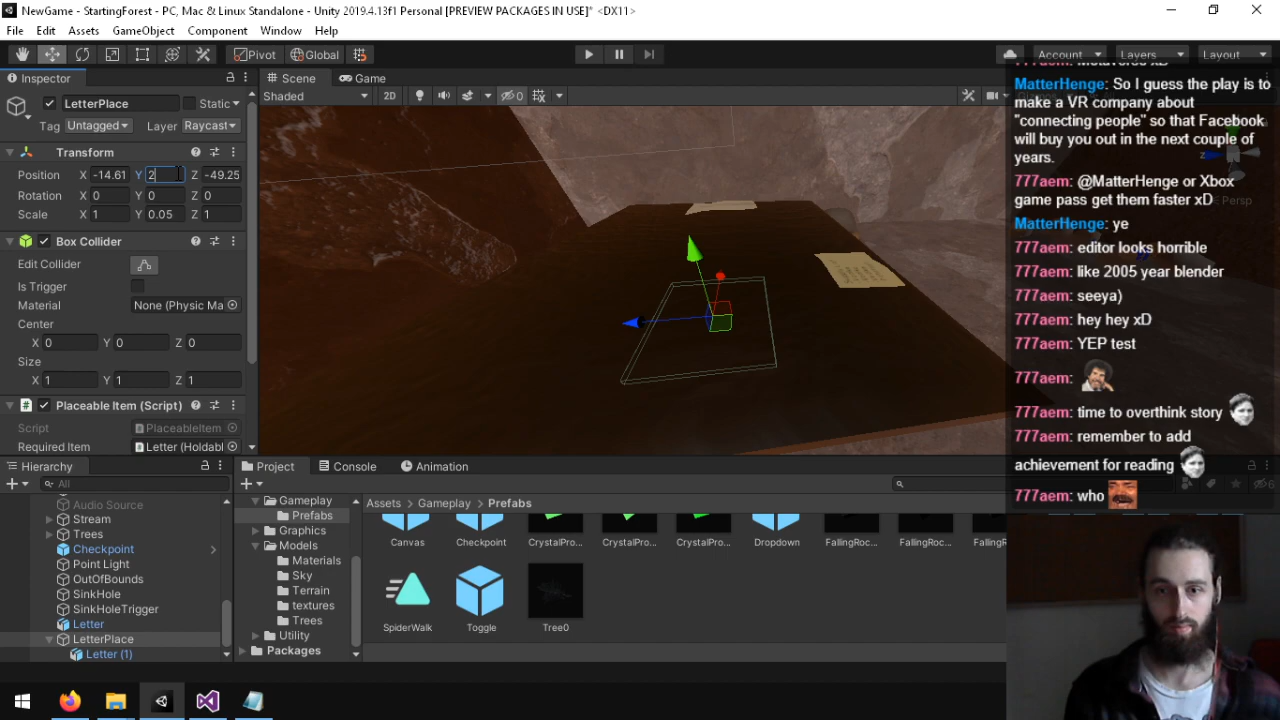 NewGame - StartingForest - PC, Mac & Linux Standalone - Unity 2019.4.13f1 Personal [PREVIEW PACKAGES IN USE]* <DX11>
File Edit Assets GameObject Component Window Help
Pivot Global Account Layers Layout
Inspector Scene Game
LetterPlace Static Shaded 2D 0
Tag Untagged Layer Raycast
Transform
Position X -14.61 Y 2 Z -49.25
Rotation X 0 Y 0 Z 0
Scale X 1 Y 0.05 Z 1
Box Collider
Edit Collider
Is Trigger
Material None (Physic Ma
Center
X 0 Y 0 Z 0
Size
X 1 Y 1 Z 1
Placeable Item (Script)
Script PlaceableItem
Required Item Letter (Holdabl
Persp
MatterHenge: So I guess the play is to
make a VR company about
"connecting people" so that Facebook
will buy you out in the next couple of
years.
777aem: @MatterHenge or Xbox
game pass get them faster xD
MatterHenge: ye
777aem: editor looks horrible
777aem: like 2005 year blender
777aem: seeya)
777aem: hey hey xD
777aem: YEP test
777aem:
777aem: time to overthink story
777aem: remember to add
achievement for reading
777aem: who
Hierarchy
All
Audio Source
Stream
Trees
Checkpoint
Point Light
OutOfBounds
SinkHole
SinkHoleTrigger
Letter
LetterPlace
Letter (1)
Project Console Animation
Gameplay
Prefabs
Graphics
Models
Materials
Sky
Terrain
textures
Trees
Utility
Packages
Assets > Gameplay > Prefabs
Canvas Checkpoint CrystalPro... CrystalPro... CrystalPro... Dropdown FallingRoc... FallingRoc... FallingRo
SpiderWalk Toggle Tree0